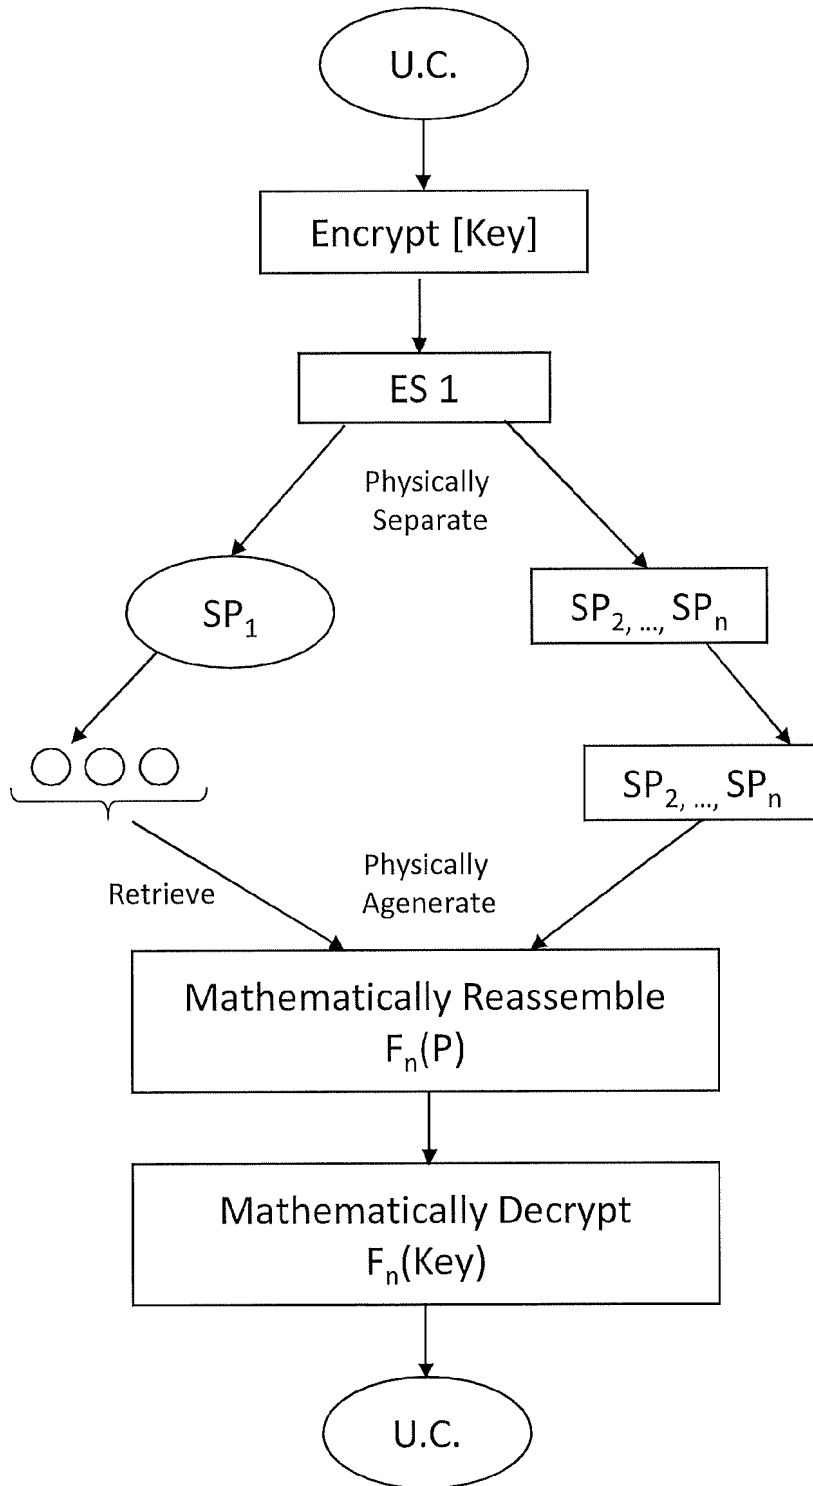 U.C.
Encrypt [Key]
ES 1
Physically
Separate
SP₁
SP₂, ..., SPₙ
SP₂, ..., SPₙ
Physically
Agenerate
Retrieve
Mathematically Reassemble
Fₙ(P)
Mathematically Decrypt
Fₙ(Key)
U.C.